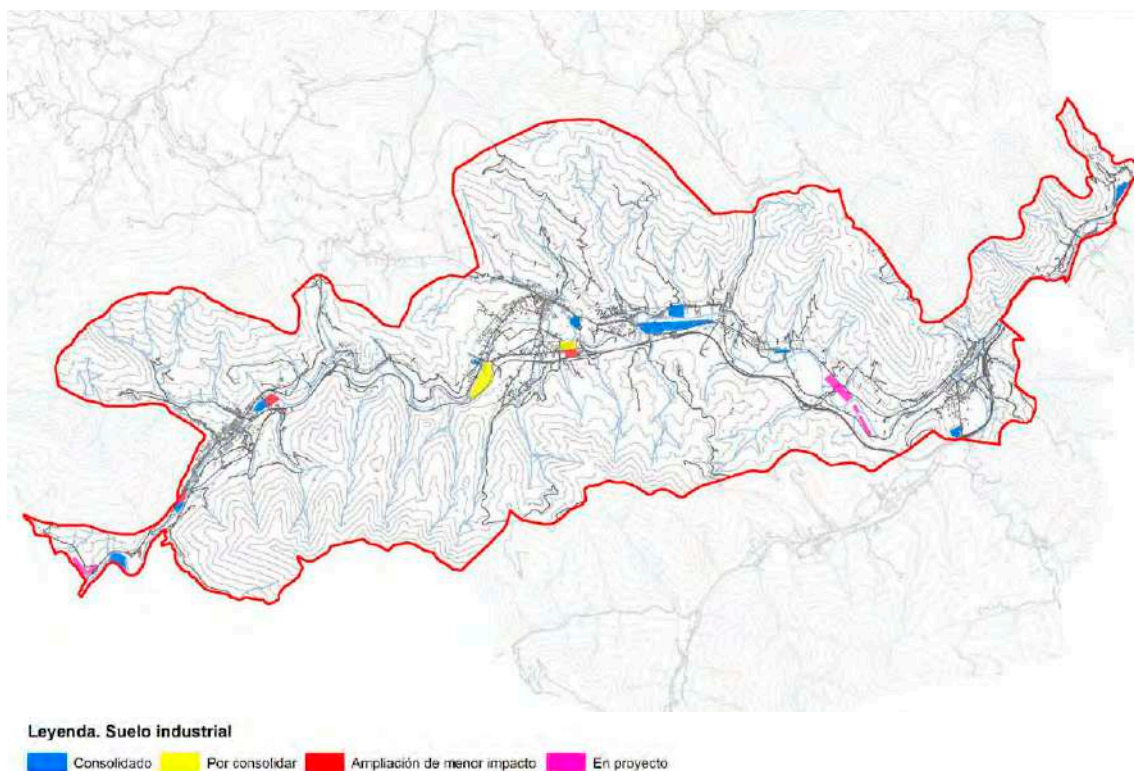 Leyenda. Suelo industrial
Consolidado Por consolidar Ampliación de menor impacto En proyecto